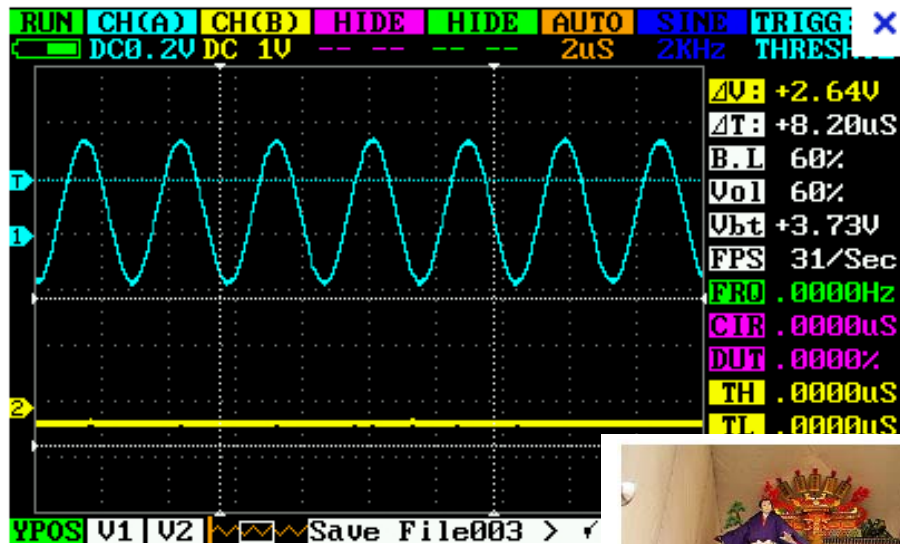 RUN CH(A) CH(B) HIDE HIDE AUTO SINE TRIGG:
DC0.2V DC 1V -- -- -- -- 2uS 2KHz THRESH
⊿V: +2.64V
⊿T: +8.20uS
B.L 60%
Vol 60%
Vbt +3.73V
FPS 31/Sec
FRQ .0000Hz
CIR .0000uS
DUT .0000%
TH .0000uS
TL .0000uS
T
1
2
YPOS V1 V2 Save File003 >